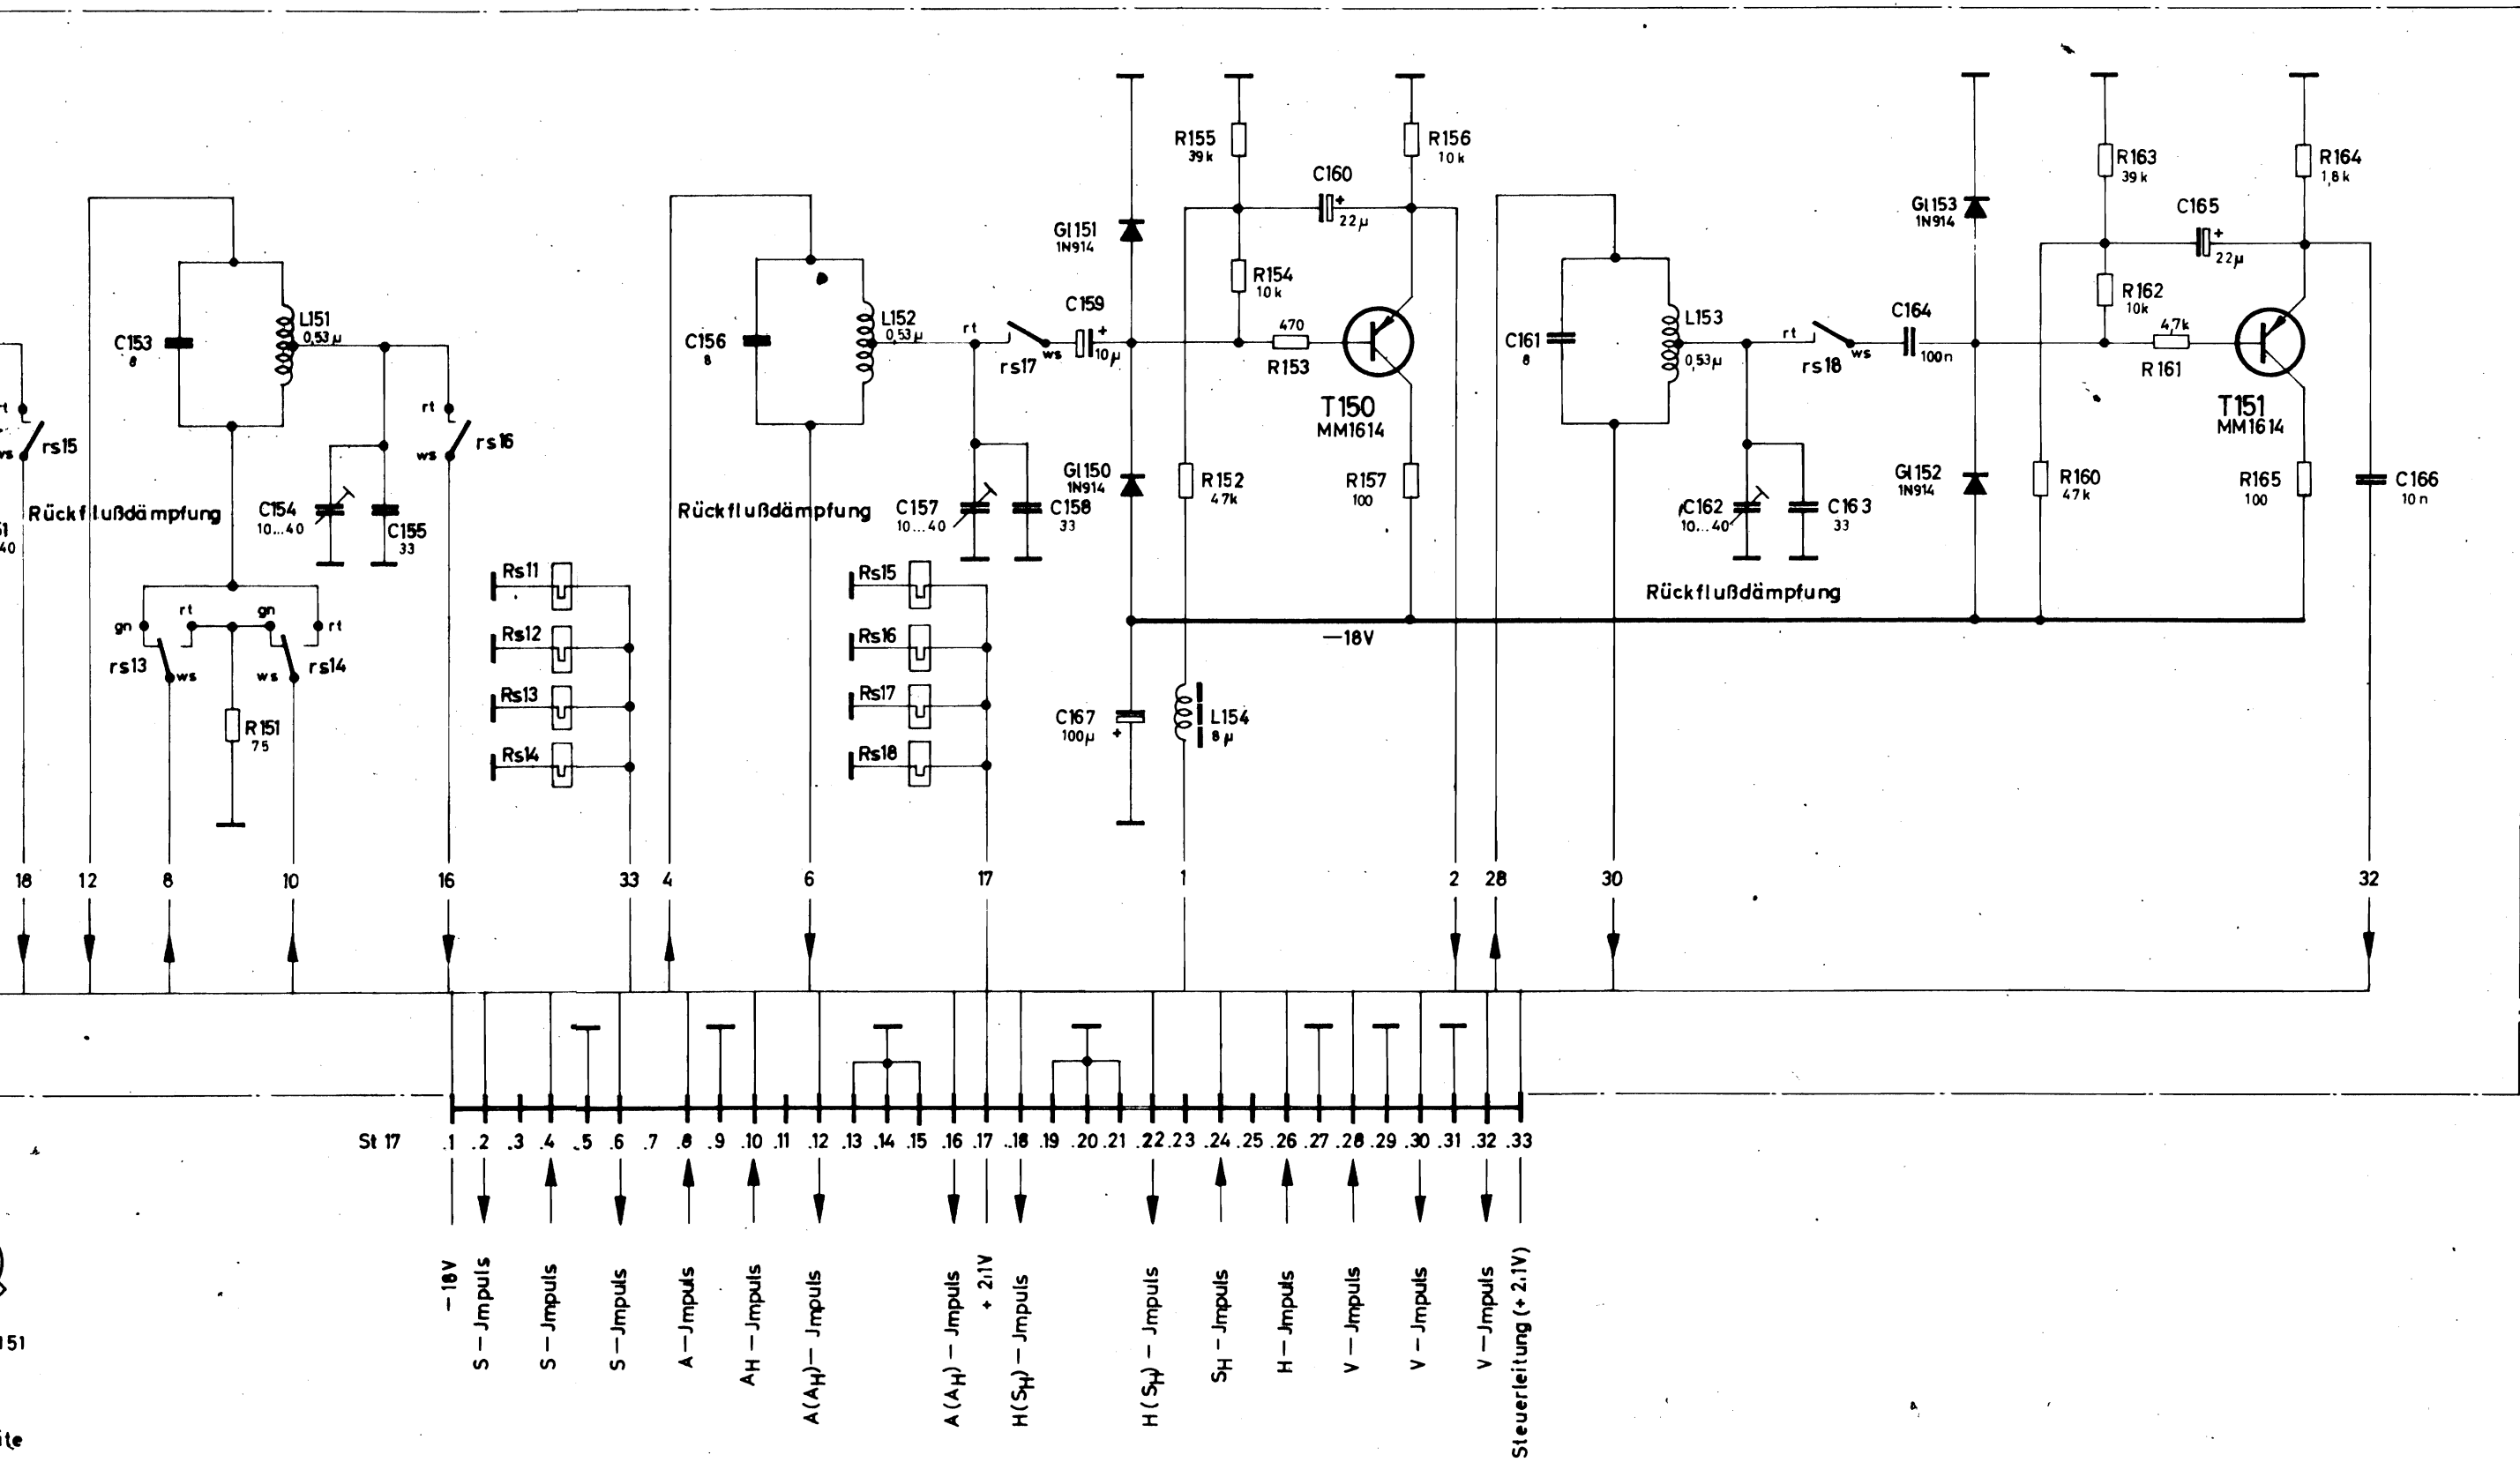 R155
39k
R156
10k
C160
+
22µ
R163
39k
R164
1,8k
Gl151
1N914
Gl153
1N914
C165
+
22µ
R154
10k
R162
10k
C159
+
10µ
C153
8
L151
0,53µ
C156
8
L152
0,53µ
rt
ws
rs17
470
R153
C161
8
L153
0,53µ
rt
ws
rs18
C164
100n
4,7k
R161
T150
MM1614
T151
MM1614
rs15
rt
ws
rs16
Gl150
1N914
R152
47k
R157
100
Gl152
1N914
R160
47k
R165
100
C166
10n
Rückflußdämpfung
C154
10...40
C155
33
Rückflußdämpfung
C157
10...40
C158
33
C162
10...40
C163
33
Rückflußdämpfung
40
Rs11
Rs12
Rs13
Rs14
Rs15
Rs16
Rs17
Rs18
gn
rt
gn
rt
rs13
ws
ws
rs14
R151
75
—18V
C167
100µ
+
L154
8µ
18 12 8 10 16 33 4 6 17 1 2 28 30 32
St 17 .1 .2 .3 .4 .5 .6 .7 .8 .9 .10 .11 .12 .13 .14 .15 .16 .17 .18 .19 .20 .21 .22 .23 .24 .25 .26 .27 .28 .29 .30 .31 .32 .33
—18V
S—Jmpuls
S—Jmpuls
S—Jmpuls
A—Jmpuls
AH—Jmpuls
A(AH)—Jmpuls
A(AH)—Jmpuls
+ 2,1V
H(SH)—Jmpuls
H(SH)—Jmpuls
SH—Jmpuls
H—Jmpuls
V—Jmpuls
V—Jmpuls
V—Jmpuls
Steuerleitung (+ 2,1V)
151